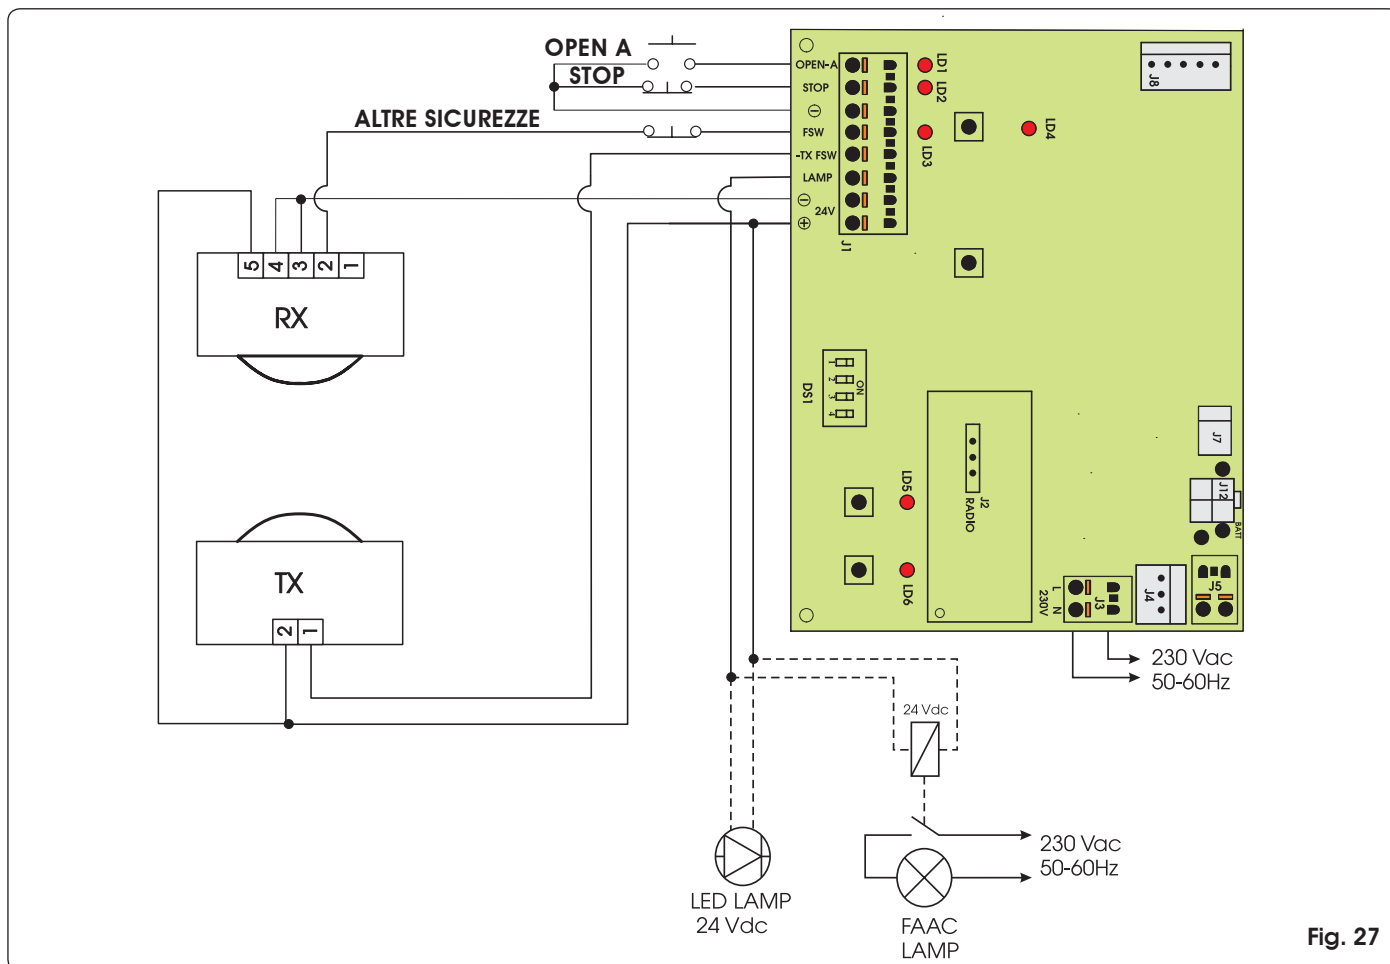 OPEN A
STOP
ALTRE SICUREZZE
OPEN-A
STOP
⊖
FSW
-TX FSW
LAMP
⊖
24V
⊕
J1
LD1
LD2
LD3
LD4
J8
5 4 3 2 1
RX
TX
2 1
DS1
1
2
3
4
ON
LD5
LD6
J2
RADIO
J7
J12
BATT
L
N
230V
J3
J4
J5
230 Vac
50-60Hz
24 Vdc
230 Vac
50-60Hz
LED LAMP
24 Vdc
FAAC
LAMP
Fig. 27